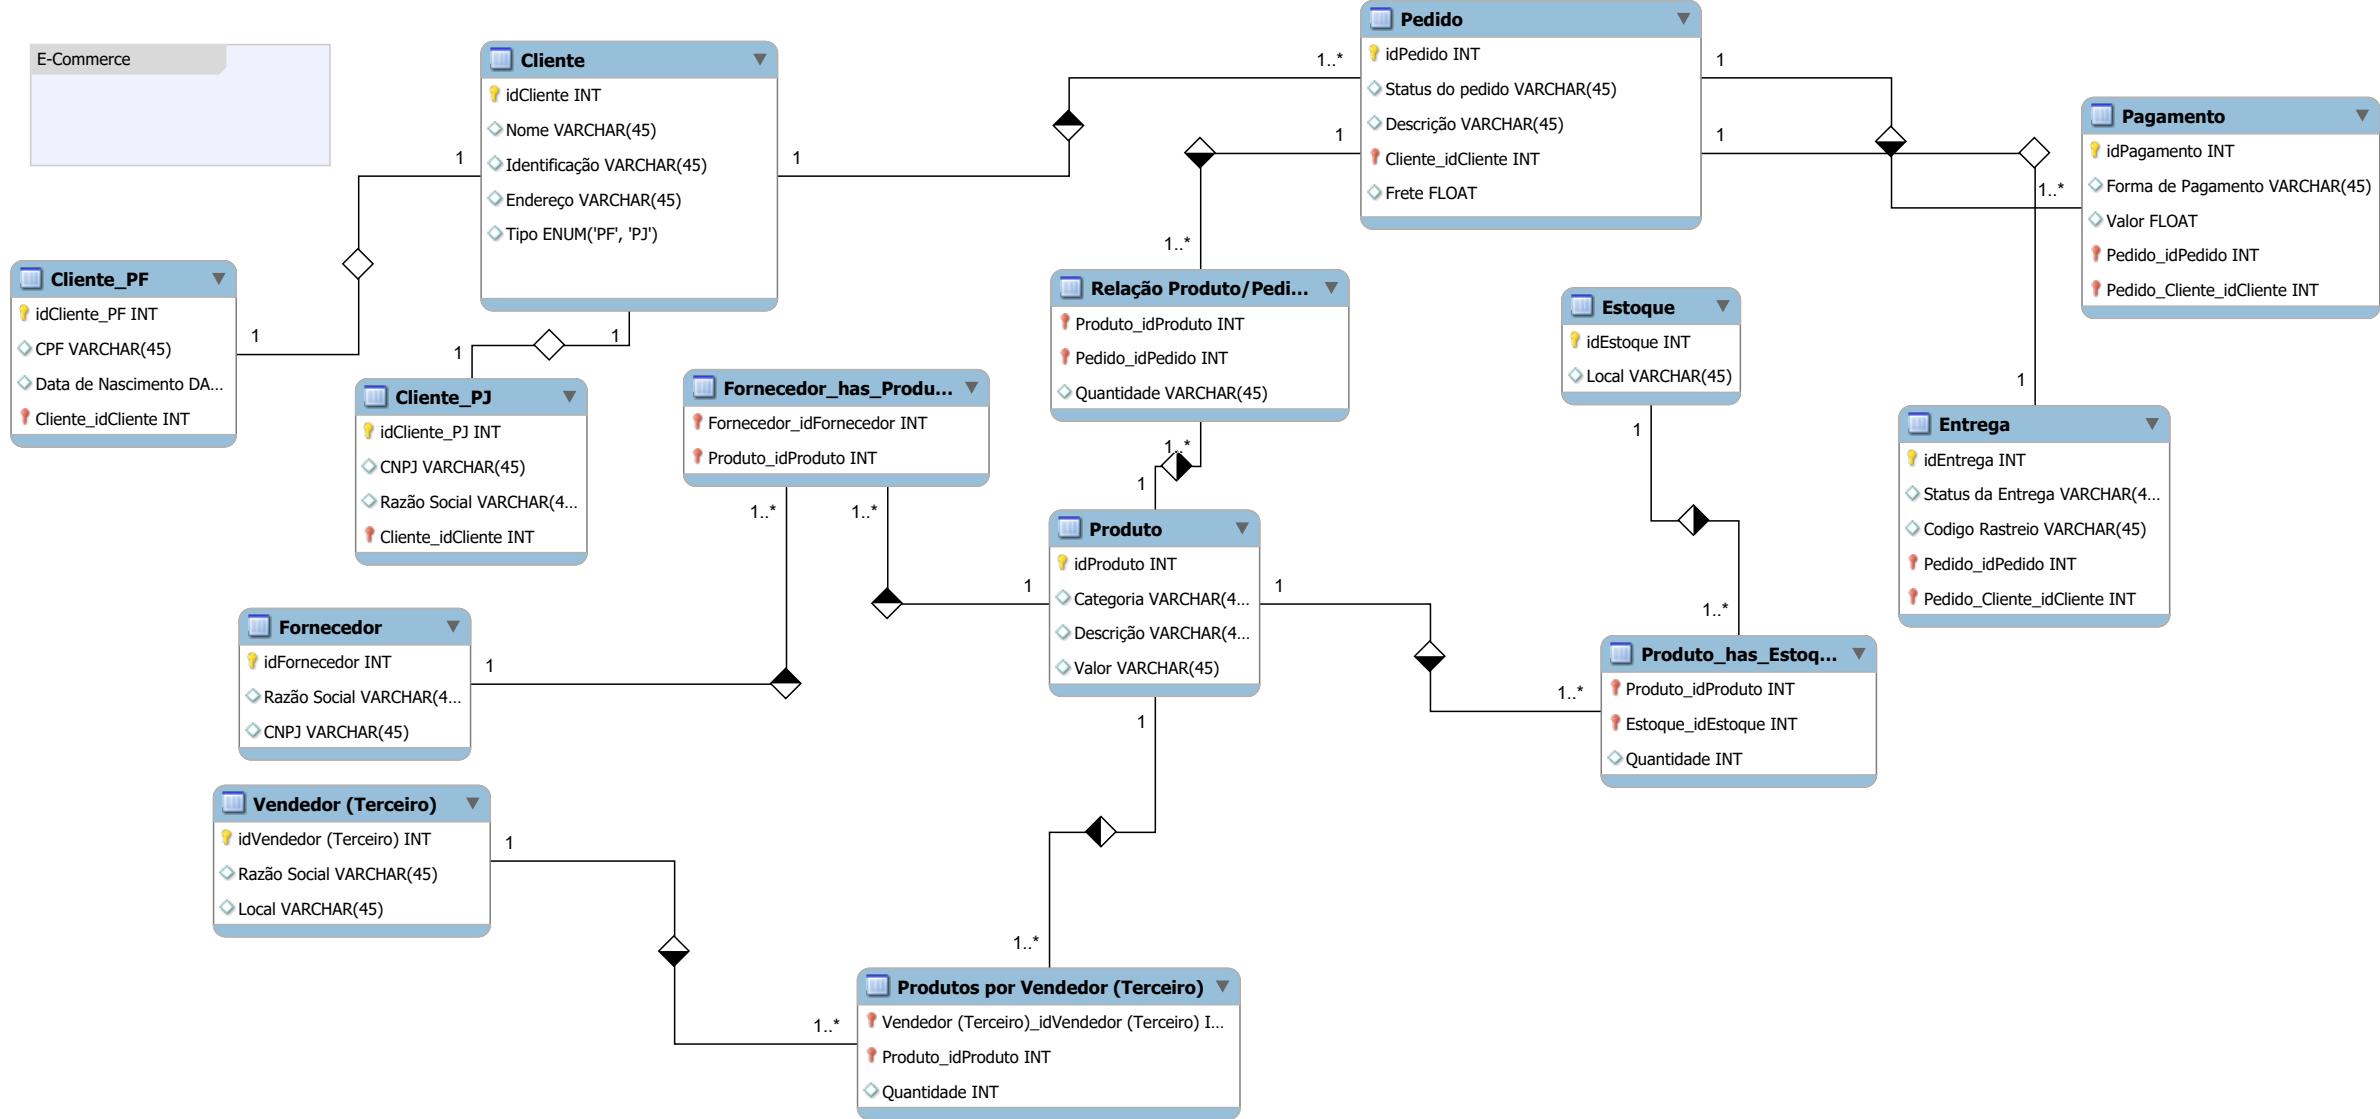 E-Commerce
Cliente
idCliente INT
Nome VARCHAR(45)
Identificação VARCHAR(45)
Endereço VARCHAR(45)
Tipo ENUM('PF', 'PJ')
Pedido
idPedido INT
Status do pedido VARCHAR(45)
Descrição VARCHAR(45)
Cliente_idCliente INT
Frete FLOAT
Pagamento
idPagamento INT
Forma de Pagamento VARCHAR(45)
Valor FLOAT
Pedido_idPedido INT
Pedido_Cliente_idCliente INT
Cliente_PF
idCliente_PF INT
CPF VARCHAR(45)
Data de Nascimento DA...
Cliente_idCliente INT
Cliente_PJ
idCliente_PJ INT
CNPJ VARCHAR(45)
Razão Social VARCHAR(4...
Cliente_idCliente INT
Fornecedor_has_Produ...
Fornecedor_idFornecedor INT
Produto_idProduto INT
Relação Produto/Pedi...
Produto_idProduto INT
Pedido_idPedido INT
Quantidade VARCHAR(45)
Estoque
idEstoque INT
Local VARCHAR(45)
Entrega
idEntrega INT
Status da Entrega VARCHAR(4...
Codigo Rastreio VARCHAR(45)
Pedido_idPedido INT
Pedido_Cliente_idCliente INT
Produto
idProduto INT
Categoria VARCHAR(4...
Descrição VARCHAR(4...
Valor VARCHAR(45)
Fornecedor
idFornecedor INT
Razão Social VARCHAR(4...
CNPJ VARCHAR(45)
Produto_has_Estoq...
Produto_idProduto INT
Estoque_idEstoque INT
Quantidade INT
Vendedor (Terceiro)
idVendedor (Terceiro) INT
Razão Social VARCHAR(45)
Local VARCHAR(45)
Produtos por Vendedor (Terceiro)
Vendedor (Terceiro)_idVendedor (Terceiro) I...
Produto_idProduto INT
Quantidade INT
1
1
1
1
1
1..*
1
1..*
1
1..*
1
1
1..*
1
1
1..*
1
1..*
1
1..*
1
1..*
1
1..*
1
1..*
1
1..*